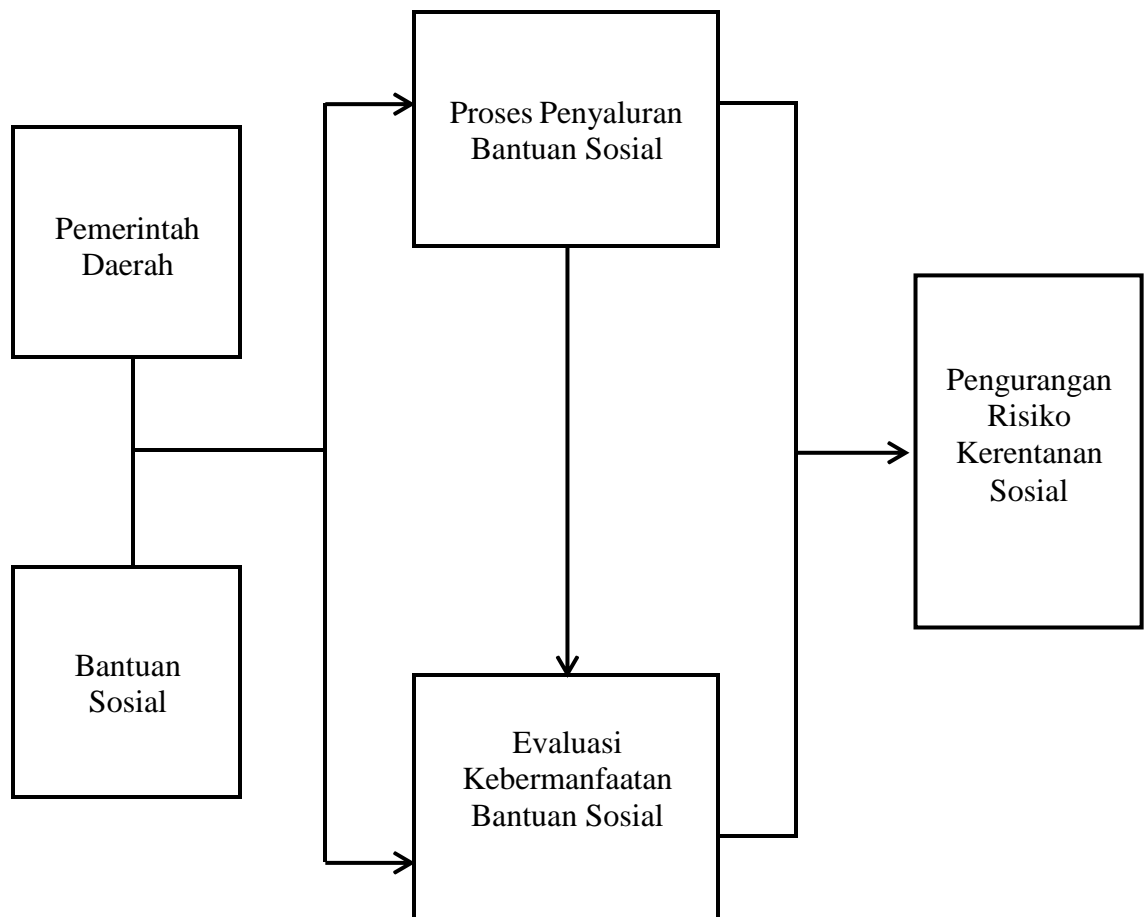 Proses Penyaluran
Bantuan Sosial
Pemerintah
Daerah
Pengurangan
Risiko
Kerentanan
Sosial
Bantuan
Sosial
Evaluasi
Kebermanfaatan
Bantuan Sosial